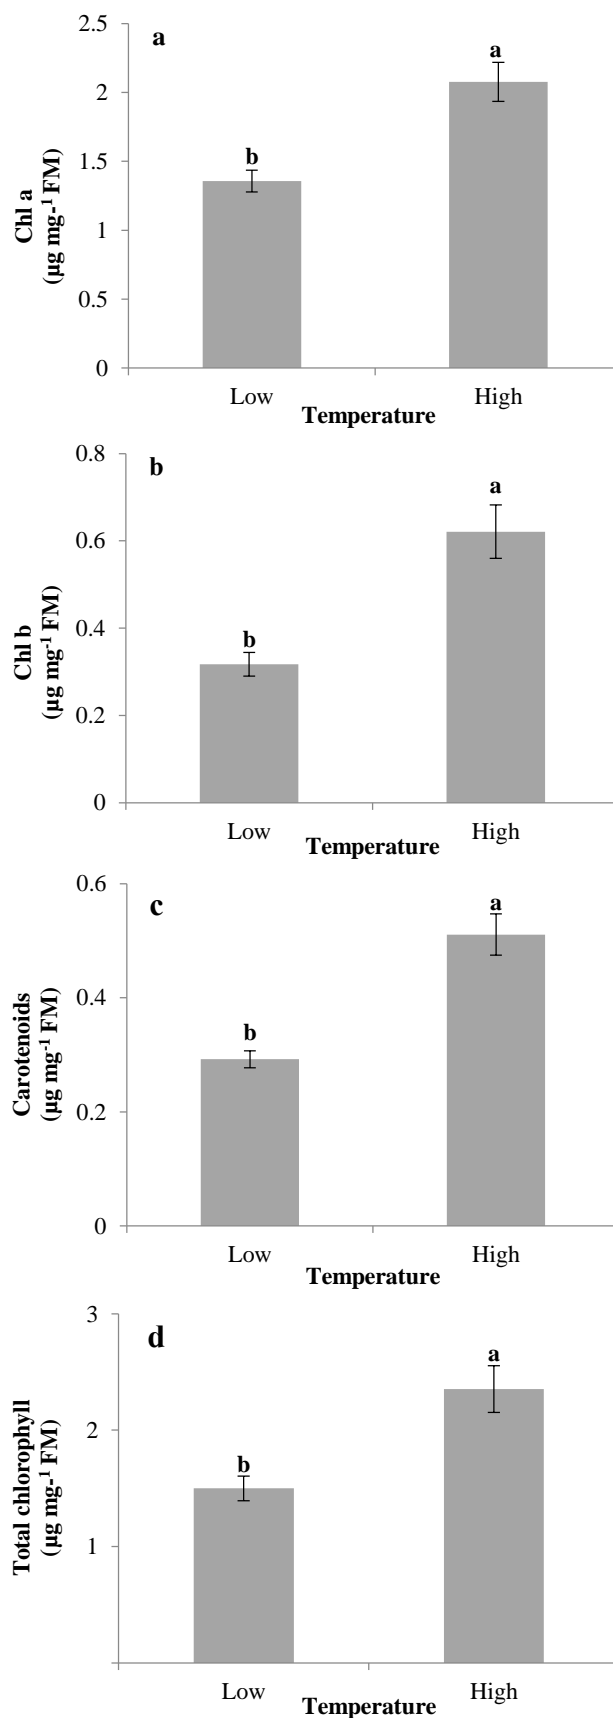 2.5
a
a
2
b
1.5
Chl a
(µg mg-¹ FM)
1
0.5
0
Low
High
Temperature
0.8
b
a
0.6
Chl b
(µg mg-¹ FM)
b
0.4
0.2
0
Low
High
Temperature
0.6
c
a
0.4
Carotenoids
(µg mg-¹ FM)
b
0.2
0
Low
High
Temperature
3
d
a
2
Total chlorophyll
(µg mg-¹ FM)
b
1
Low
High
Temperature